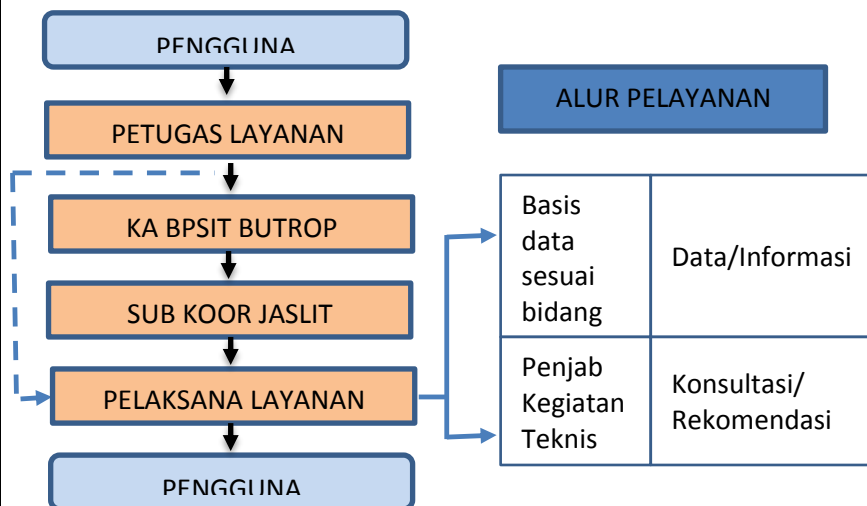 PENGGUNA
PETUGAS LAYANAN
KA BPSIT BUTROP
SUB KOOR JASLIT
PELAKSANA LAYANAN
PENGGUNA
ALUR PELAYANAN
Basis
data
sesuai
bidang
Data/Informasi
Penjab
Kegiatan
Teknis
Konsultasi/
Rekomendasi